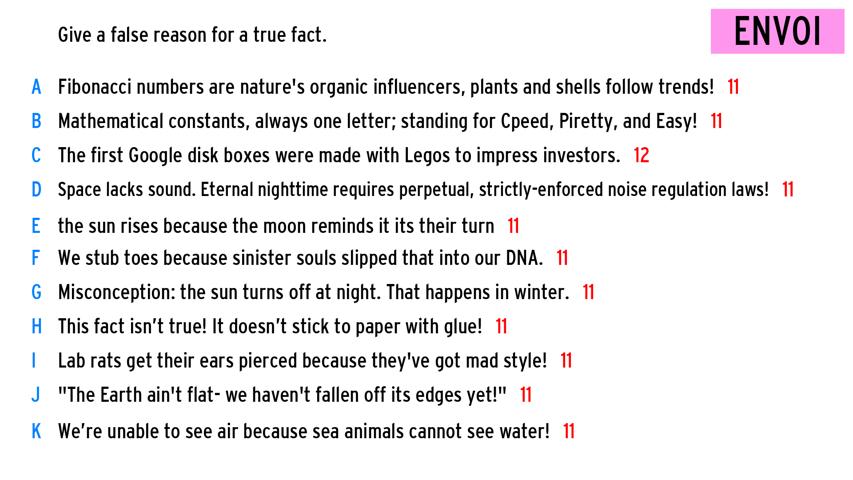 Give a false reason for a true fact.
ENVOI
A Fibonacci numbers are nature's organic influencers, plants and shells follow trends! 11
B Mathematical constants, always one letter; standing for Cpeed, Piretty, and Easy! 11
C The first Google disk boxes were made with Legos to impress investors. 12
D Space lacks sound. Eternal nighttime requires perpetual, strictly-enforced noise regulation laws! 11
E the sun rises because the moon reminds it its their turn 11
F We stub toes because sinister souls slipped that into our DNA. 11
G Misconception: the sun turns off at night. That happens in winter. 11
H This fact isn't true! It doesn't stick to paper with glue! 11
I Lab rats get their ears pierced because they've got mad style! 11
J "The Earth ain't flat- we haven't fallen off its edges yet!" 11
K We're unable to see air because sea animals cannot see water! 11